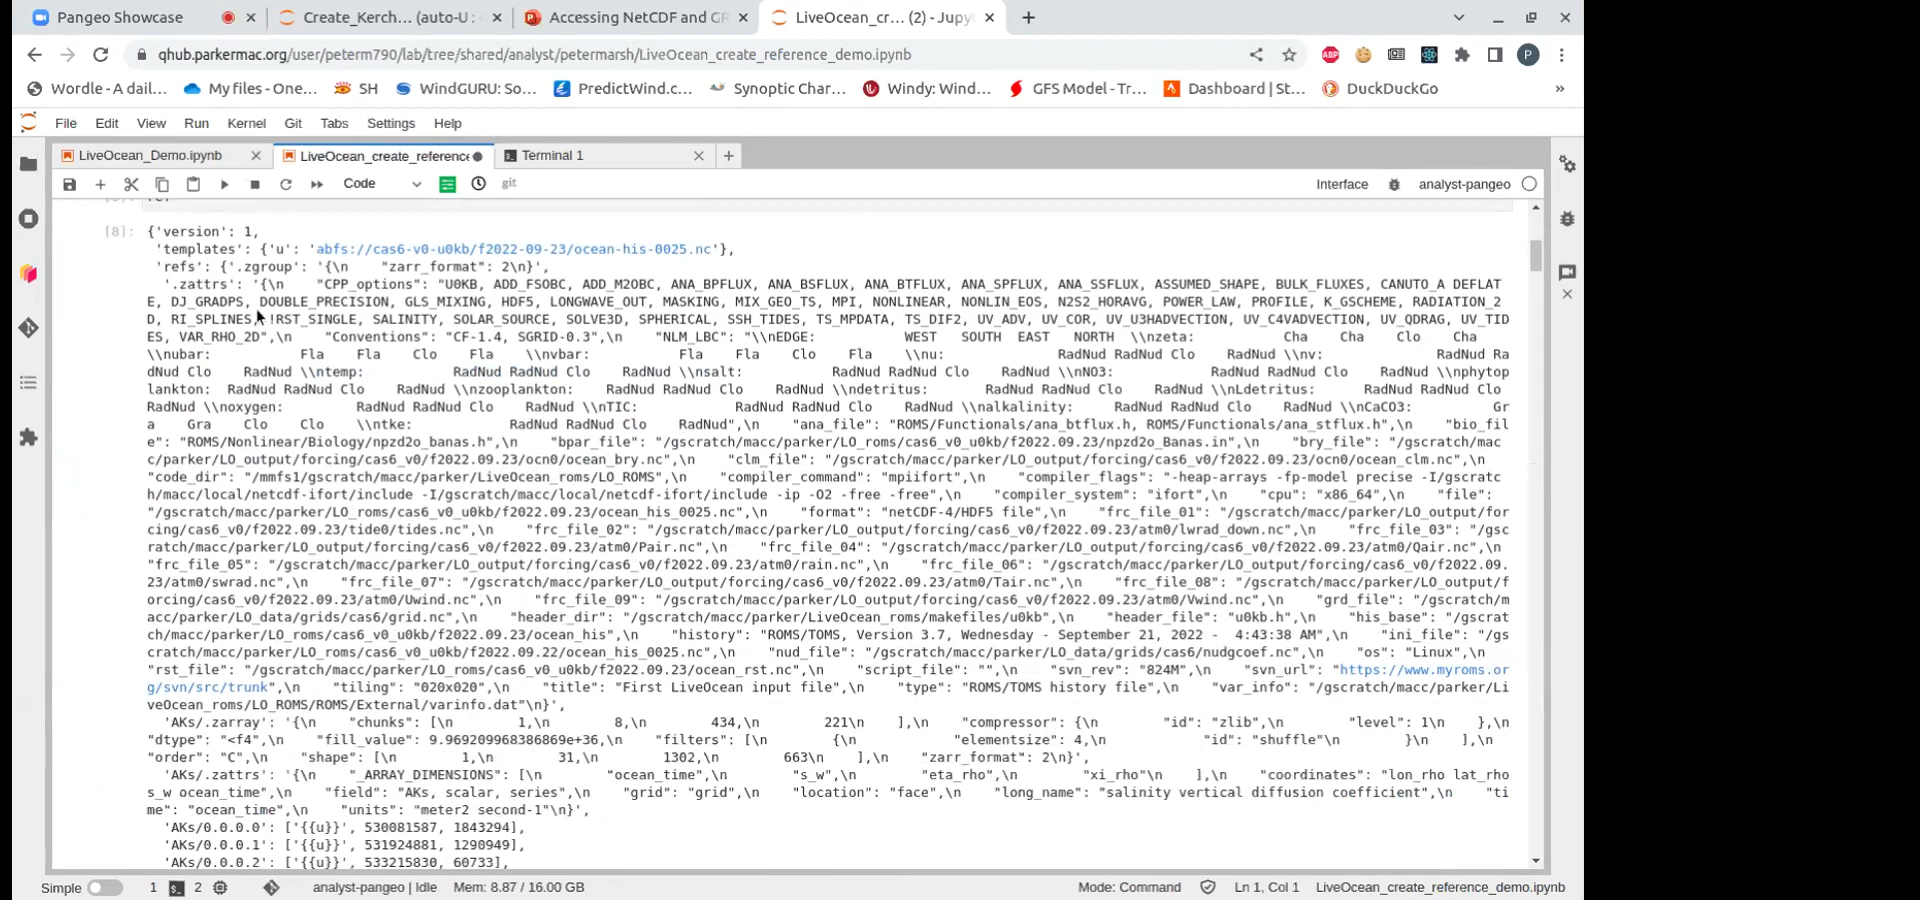 Pangeo Showcase
Create_Kerch... (auto-U : 
Accessing NetCDF and GR
LiveOcean_cr... (2) - Jupy
qhub.parkermac.org/user/peterm790/lab/tree/shared/analyst/petermarsh/LiveOcean_create_reference_demo.ipynb
ABP
P
Wordle - A dail...
My files - One...
SH
WindGURU: So...
PredictWind.c...
Synoptic Char...
Windy: Wind...
GFS Model - Tr...
Dashboard | St...
DuckDuckGo
»
File Edit View Run Kernel Git Tabs Settings Help
LiveOcean_Demo.ipynb
LiveOcean_create_reference
Terminal 1
Code
git
Interface
analyst-pangeo
[8]: {'version': 1,
'templates': {'u': 'abfs://cas6-v0-u0kb/f2022-09-23/ocean-his-0025.nc'},
'refs': {'.zgroup': '{\n    "zarr_format": 2\n}',
'.zattrs': '{\n    "CPP_options": "U0KB, ADD_FSOBC, ADD_M2OBC, ANA_BPFLUX, ANA_BSFLUX, ANA_BTFLUX, ANA_SPFLUX, ANA_SSFLUX, ASSUMED_SHAPE, BULK_FLUXES, CANUTO_A DEFLAT
E, DJ_GRADPS, DOUBLE_PRECISION, GLS_MIXING, HDF5, LONGWAVE_OUT, MASKING, MIX_GEO_TS, MPI, NONLINEAR, NONLIN_EOS, N2S2_HORAVG, POWER_LAW, PROFILE, K_GSCHEME, RADIATION_2
D, RI_SPLINES, !RST_SINGLE, SALINITY, SOLAR_SOURCE, SOLVE3D, SPHERICAL, SSH_TIDES, TS_MPDATA, TS_DIF2, UV_ADV, UV_COR, UV_U3HADVECTION, UV_C4VADVECTION, UV_QDRAG, UV_TID
ES, VAR_RHO_2D",\n    "Conventions": "CF-1.4, SGRID-0.3",\n    "NLM_LBC": "\\nEDGE:    WEST   SOUTH  EAST   NORTH  \\nzeta:    Cha    Cha    Clo    Cha
\\nubar:    Fla    Fla    Clo    Fla    \\nvbar:    Fla    Fla    Clo    Fla    \\nu:    RadNud RadNud Clo    RadNud \\nv:    RadNud Ra
dNud Clo    RadNud \\ntemp:    RadNud RadNud Clo    RadNud \\nsalt:    RadNud RadNud Clo    RadNud \\nNO3:    RadNud RadNud Clo    RadNud \\nphytop
lankton:  RadNud RadNud Clo    RadNud \\nzooplankton:    RadNud RadNud Clo    RadNud \\ndetritus:    RadNud RadNud Clo    RadNud \\nLdetritus:    RadNud RadNud Clo
RadNud \\noxygen:    RadNud RadNud Clo    RadNud \\nTIC:    RadNud RadNud Clo    RadNud \\nalkalinity:    RadNud RadNud Clo    RadNud \\nCaCO3:    Gr
a    Gra    Clo    Gra    \\ntke:    RadNud RadNud Clo    RadNud",\n    "ana_file": "ROMS/Functionals/ana_btflux.h, ROMS/Functionals/ana_stflux.h",\n    "bio_fil
e": "ROMS/Nonlinear/Biology/npzd2o_banas.h",\n    "bpar_file": "/gscratch/macc/parker/LO_roms/cas6_v0_u0kb/f2022.09.23/npzd2o_Banas.in",\n    "bry_file": "/gscratch/mac
c/parker/LO_output/forcing/cas6_v0/f2022.09.23/ocn0/ocean_bry.nc",\n    "clm_file": "/gscratch/macc/parker/LO_output/forcing/cas6_v0/f2022.09.23/ocn0/ocean_clm.nc",\n
"code_dir": "/mmfs1/gscratch/macc/parker/LiveOcean_roms/LO_ROMS",\n    "compiler_command": "mpiifort",\n    "compiler_flags": "-heap-arrays -fp-model precise -I/gscratc
h/macc/local/netcdf-ifort/include -I/gscratch/macc/local/netcdf-ifort/include -ip -O2 -free -free",\n    "compiler_system": "ifort",\n    "cpu": "x86_64",\n    "file":
"/gscratch/macc/parker/LO_roms/cas6_v0_u0kb/f2022.09.23/ocean_his_0025.nc",\n    "format": "netCDF-4/HDF5 file",\n    "frc_file_01": "/gscratch/macc/parker/LO_output/for
cing/cas6_v0/f2022.09.23/tide0/tides.nc",\n    "frc_file_02": "/gscratch/macc/parker/LO_output/forcing/cas6_v0/f2022.09.23/atm0/lwrad_down.nc",\n    "frc_file_03": "/gsc
ratch/macc/parker/LO_output/forcing/cas6_v0/f2022.09.23/atm0/Pair.nc",\n    "frc_file_04": "/gscratch/macc/parker/LO_output/forcing/cas6_v0/f2022.09.23/atm0/Qair.nc",\n
"frc_file_05": "/gscratch/macc/parker/LO_output/forcing/cas6_v0/f2022.09.23/atm0/rain.nc",\n    "frc_file_06": "/gscratch/macc/parker/LO_output/forcing/cas6_v0/f2022.09.
23/atm0/swrad.nc",\n    "frc_file_07": "/gscratch/macc/parker/LO_output/forcing/cas6_v0/f2022.09.23/atm0/Tair.nc",\n    "frc_file_08": "/gscratch/macc/parker/LO_output/f
orcing/cas6_v0/f2022.09.23/atm0/Uwind.nc",\n    "frc_file_09": "/gscratch/macc/parker/LO_output/forcing/cas6_v0/f2022.09.23/atm0/Vwind.nc",\n    "grd_file": "/gscratch/m
acc/parker/LO_data/grids/cas6/grid.nc",\n    "header_dir": "/gscratch/macc/parker/LiveOcean_roms/makefiles/u0kb",\n    "header_file": "u0kb.h",\n    "his_base": "/gscrat
ch/macc/parker/LO_roms/cas6_v0_u0kb/f2022.09.23/ocean_his",\n    "history": "ROMS/TOMS, Version 3.7, Wednesday - September 21, 2022 -  4:43:38 AM",\n    "ini_file": "/gs
cratch/macc/parker/LO_roms/cas6_v0_u0kb/f2022.09.22/ocean_his_0025.nc",\n    "nud_file": "/gscratch/macc/parker/LO_data/grids/cas6/nudgcoef.nc",\n    "os": "Linux",\n
"rst_file": "/gscratch/macc/parker/LO_roms/cas6_v0_u0kb/f2022.09.23/ocean_rst.nc",\n    "script_file": "",\n    "svn_rev": "824M",\n    "svn_url": "https://www.myroms.or
g/svn/src/trunk",\n    "tiling": "020x020",\n    "title": "First LiveOcean input file",\n    "type": "ROMS/TOMS history file",\n    "var_info": "/gscratch/macc/parker/Li
veOcean_roms/LO_ROMS/ROMS/External/varinfo.dat"\n}',
'AKs/.zarray': '{\n    "chunks": [\n        1,\n        8,\n        434,\n        221\n    ],\n    "compressor": {\n        "id": "zlib",\n        "level": 1\n    },\n
"dtype": "<f4",\n    "fill_value": 9.969209968386869e+36,\n    "filters": [\n        {\n            "elementsize": 4,\n            "id": "shuffle"\n        }\n    ],\n
"order": "C",\n    "shape": [\n        1,\n        31,\n        1302,\n        663\n    ],\n    "zarr_format": 2\n}',
'AKs/.zattrs': '{\n    "_ARRAY_DIMENSIONS": [\n        "ocean_time",\n        "s_w",\n        "eta_rho",\n        "xi_rho"\n    ],\n    "coordinates": "lon_rho lat_rho
s_w ocean_time",\n    "field": "AKs, scalar, series",\n    "grid": "grid",\n    "location": "face",\n    "long_name": "salinity vertical diffusion coefficient",\n    "ti
me": "ocean_time",\n    "units": "meter2 second-1"\n}',
'AKs/0.0.0.0': ['{{u}}', 530081587, 1843294],
'AKs/0.0.0.1': ['{{u}}', 531924881, 1290949],
'AKs/0.0.0.2': ['{{u}}', 533215830, 60733],
Simple
1
2
analyst-pangeo | Idle
Mem: 8.87 / 16.00 GB
Mode: Command
Ln 1, Col 1
LiveOcean_create_reference_demo.ipynb